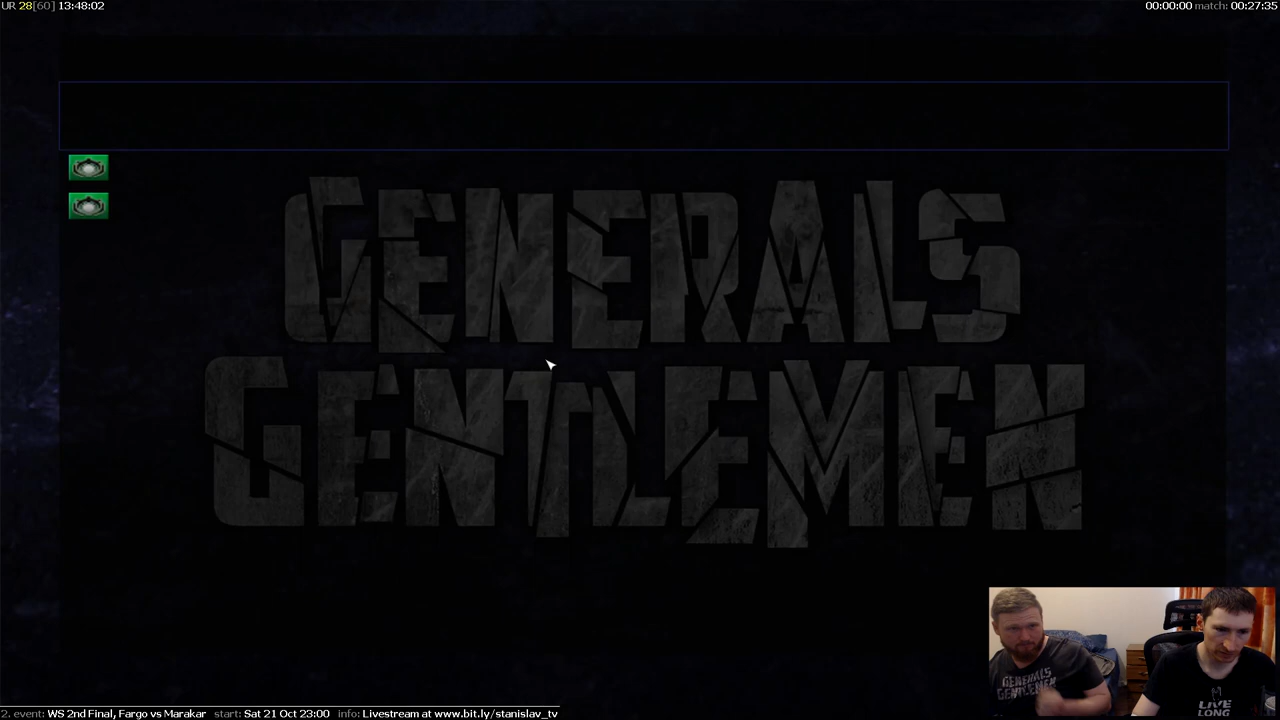 UR 28[60] 13:48:02
00:00:00 match: 00:27:35
GENERALS
GENTLEMEN
GENERALS
GENTLEMEN
LIVE
LONG
2. event: WS 2nd Final, Fargo vs Marakar start: Sat 21 Oct 23:00 info: Livestream at www.bit.ly/stanislav_tv